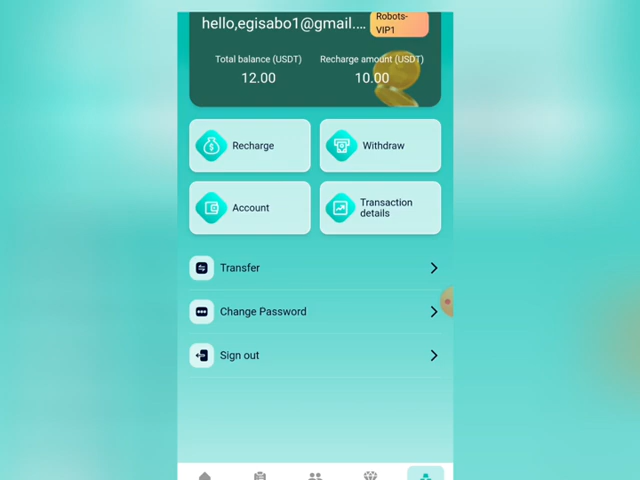 hello,egisabo1@gmail....
Robots-
VIP1
Total balance (USDT)
Recharge amount (USDT)
12.00
10.00
Recharge
Withdraw
Account
Transaction
details
Transfer
Change Password
Sign out